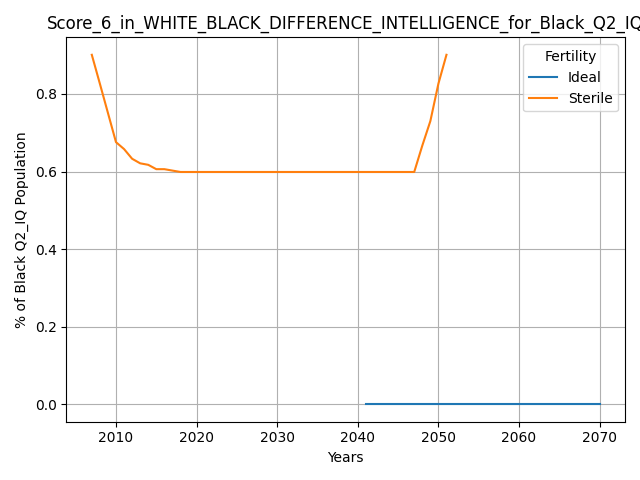 Score_6_in_WHITE_BLACK_DIFFERENCE_INTELLIGENCE_for_Black_Q2_IQ
Fertility
Ideal
Sterile
% of Black Q2_IQ Population
0.8
0.6
0.4
0.2
0.0
2010 2020 2030 2040 2050 2060 2070
Years